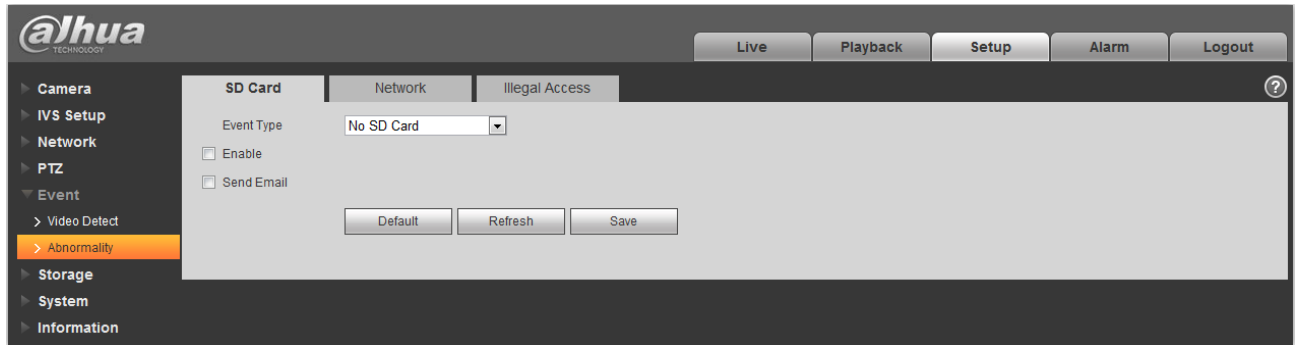 alhua
TECHNOLOGY
Live Playback Setup Alarm Logout
Camera
IVS Setup
Network
PTZ
Event
Video Detect
Abnormality
Storage
System
Information
SD Card Network Illegal Access
?
Event Type No SD Card
Enable
Send Email
Default Refresh Save